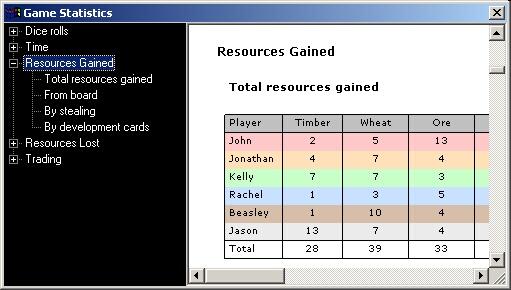 Game Statistics
Dice rolls
Time
Resources Gained
Total resources gained
From board
By stealing
By development cards
Resources Lost
Trading
Resources Gained
Total resources gained
Player Timber Wheat Ore
John 2 5 13
Jonathan 4 7 4
Kelly 7 7 3
Rachel 1 3 5
Beasley 1 10 4
Jason 13 7 4
Total 28 39 33